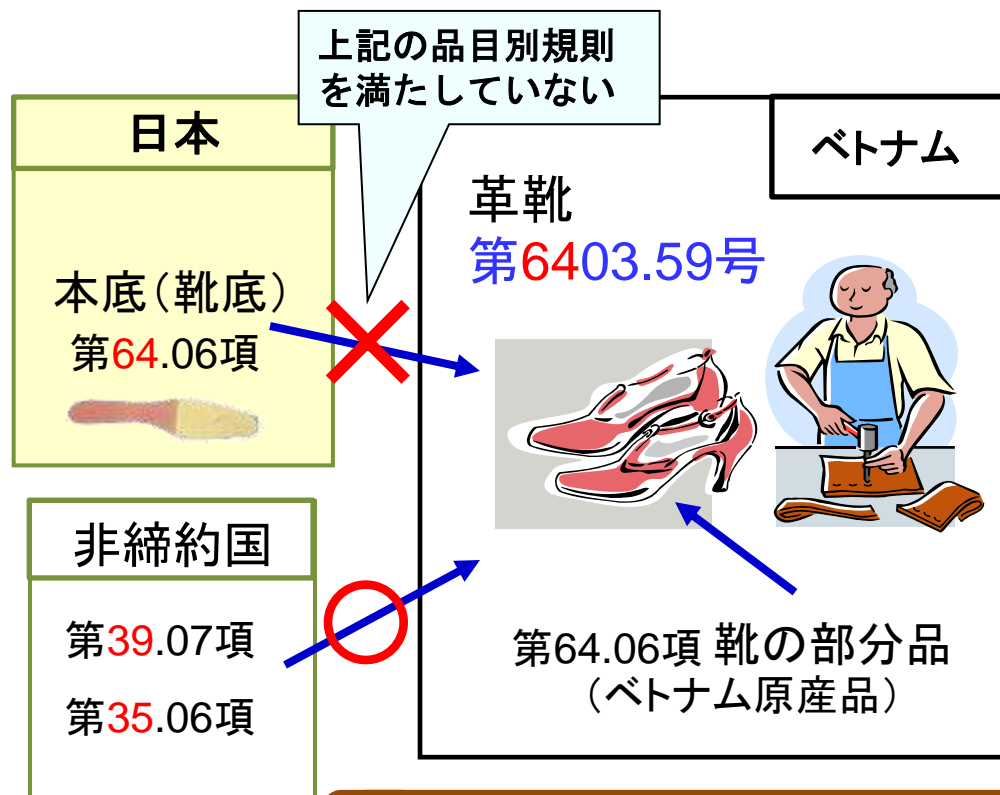 上記の品目別規則
を満たしていない
日本
本底（靴底）
第64.06項
ベトナム
革靴
第6403.59号
非締約国
第39.07項
第35.06項
第64.06項 靴の部分品
（ベトナム原産品）